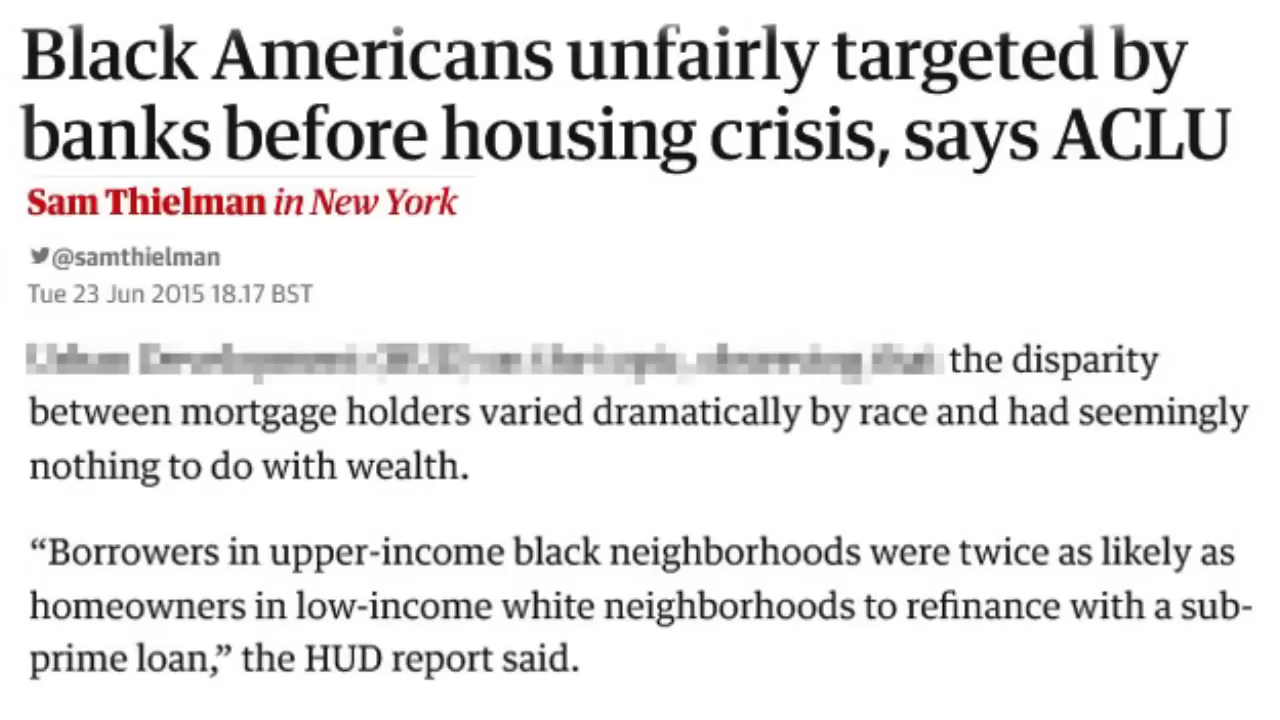 Black Americans unfairly targeted by
banks before housing crisis, says ACLU
Sam Thielman in New York
@samthielman
Tue 23 Jun 2015 18.17 BST
the disparity
between mortgage holders varied dramatically by race and had seemingly
nothing to do with wealth.
“Borrowers in upper-income black neighborhoods were twice as likely as
homeowners in low-income white neighborhoods to refinance with a sub-
prime loan,” the HUD report said.